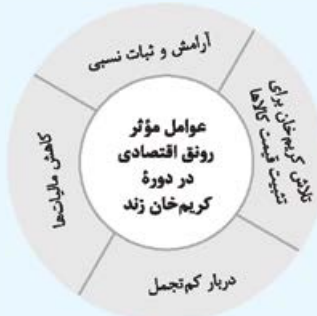 عوامل مؤثر
رونق اقتصادی
در دورهٔ
کریم‌خان زند
آرامش و ثبات نسبی
تلاش کریم‌خان برای
تثبیت قیمت کالاها
دربار کم‌تجمل
کاهش مالیات‌ها